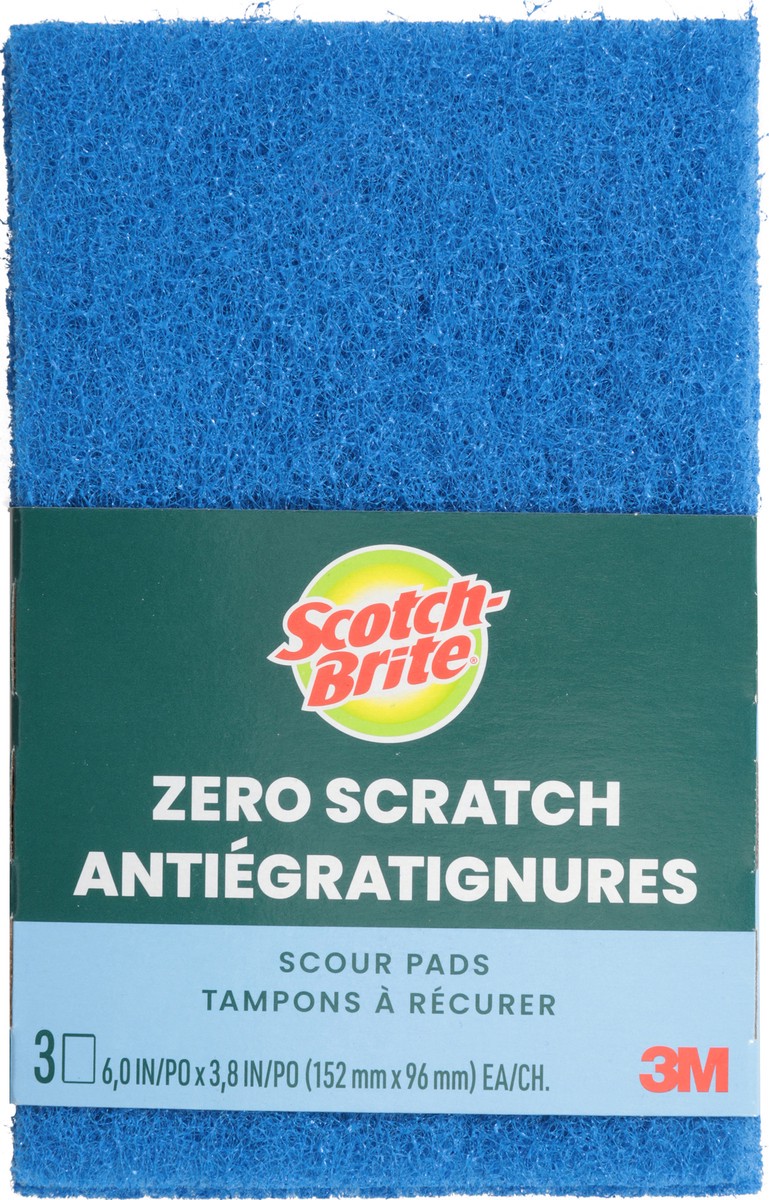 Scotch-
Brite®
ZERO SCRATCH
ANTIÉGRATIGNURES
SCOUR PADS
TAMPONS À RÉCURER
3 6,0 IN/PO x 3,8 IN/PO (152 mm x 96 mm) EA/CH.
3M